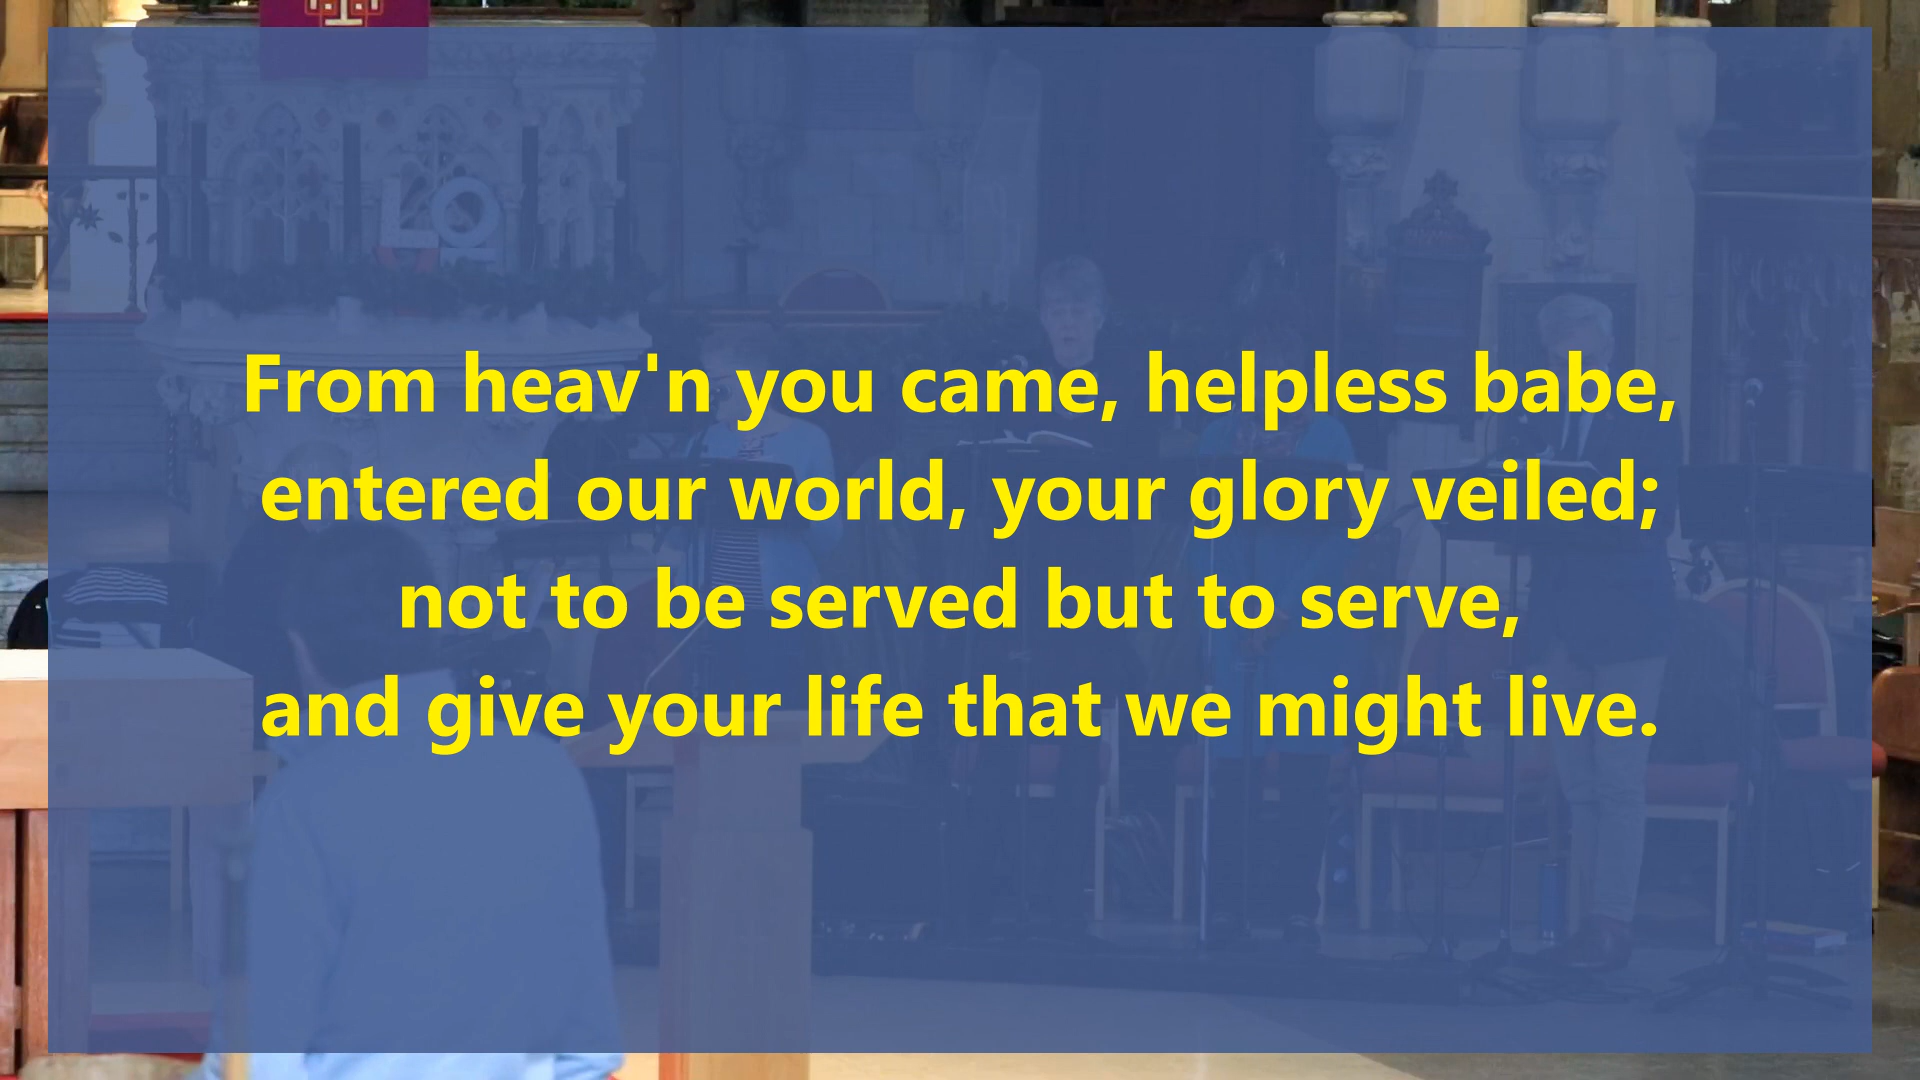 From heav'n you came, helpless babe,
entered our world, your glory veiled;
not to be served but to serve,
and give your life that we might live.